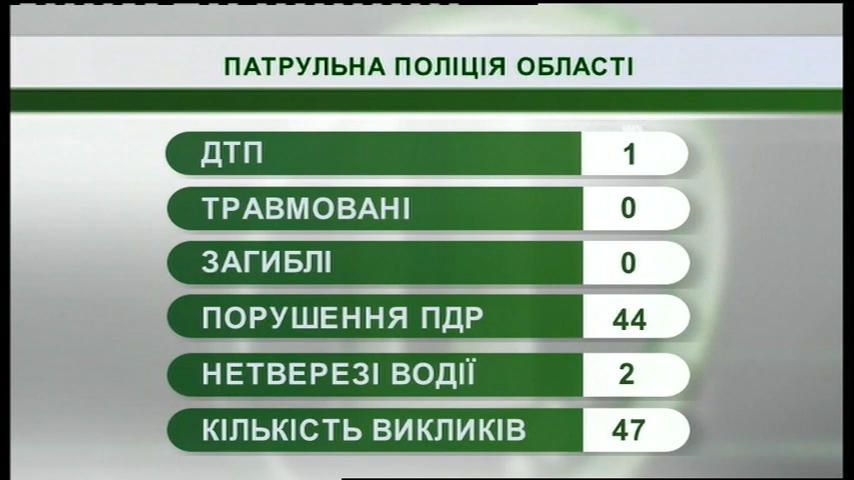 ПАТРУЛЬНА ПОЛІЦІЯ ОБЛАСТІ
ДТП 1
ТРАВМОВАНІ 0
ЗАГИБЛІ 0
ПОРУШЕННЯ ПДР 44
НЕТВЕРЕЗІ ВОДІЇ 2
КІЛЬКІСТЬ ВИКЛИКІВ 47